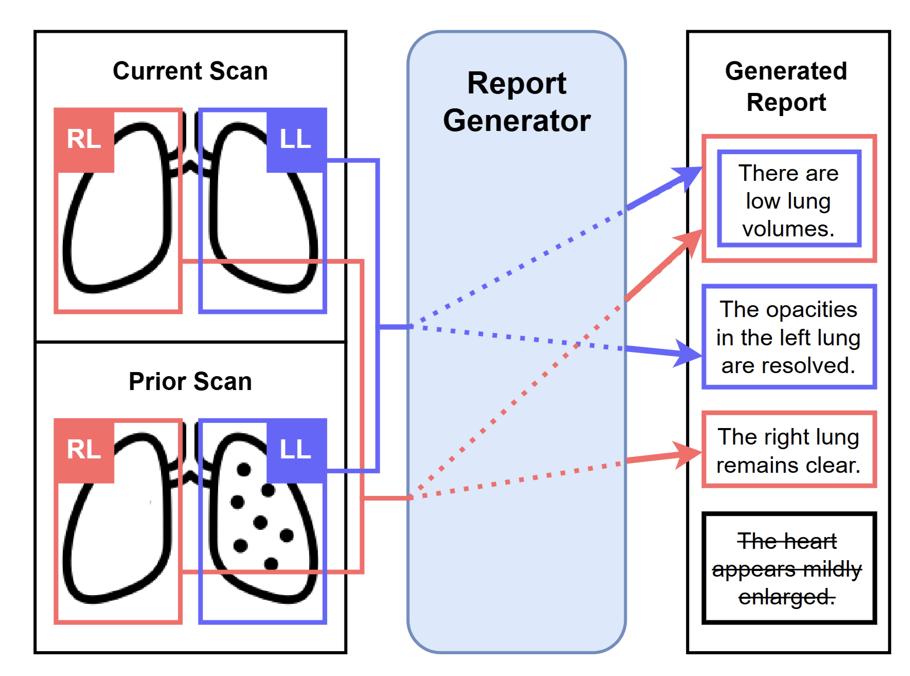 Current Scan
RL
LL
Prior Scan
RL
LL
Report
Generator
Generated
Report
There are
low lung
volumes.
The opacities
in the left lung
are resolved.
The right lung
remains clear.
The heart
appears mildly
enlarged.